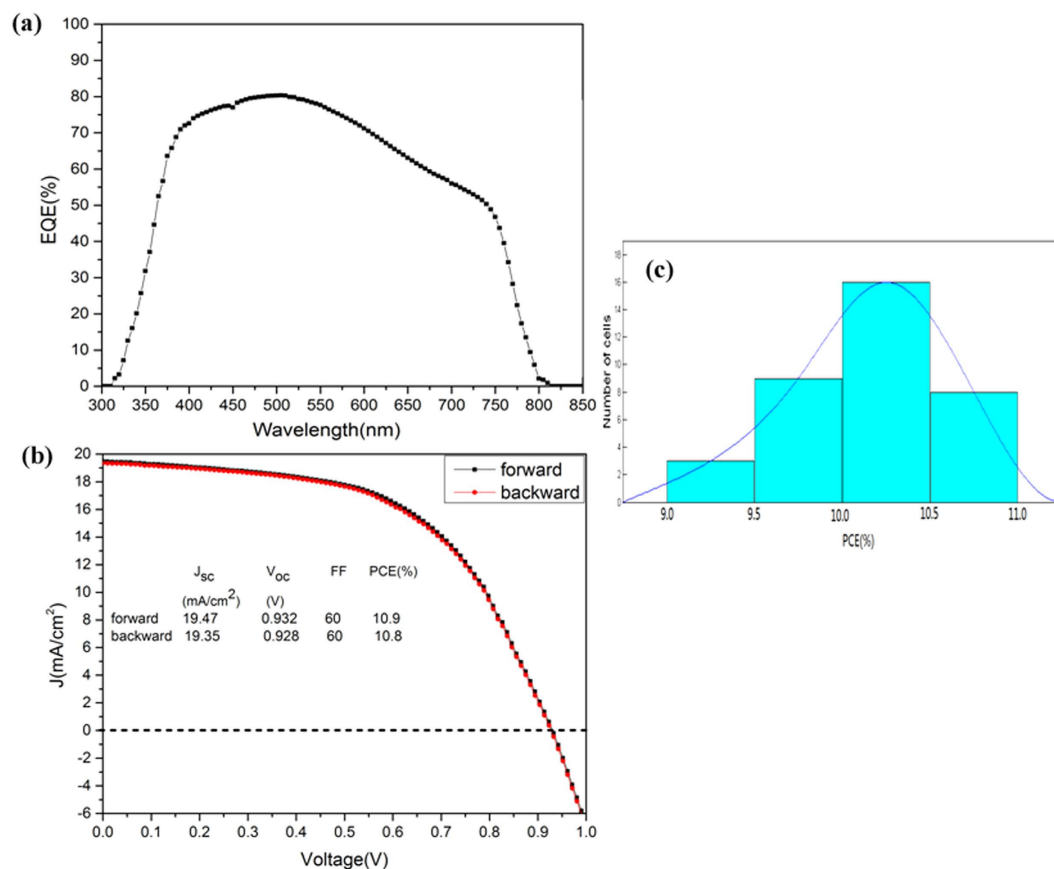 (a)
100
90
80
70
60
50
40
30
20
10
0
EQE(%)
300 350 400 450 500 550 600 650 700 750 800 850
Wavelength(nm)
(b)
20
18
16
14
12
10
8
6
4
2
0
-2
-4
-6
J(mA/cm²)
forward
backward
Jsc Voc FF PCE(%)
(mA/cm²) (V)
forward 19.47 0.932 60 10.9
backward 19.35 0.928 60 10.8
0.0 0.1 0.2 0.3 0.4 0.5 0.6 0.7 0.8 0.9 1.0
Voltage(V)
(c)
Number of cells
9.0 9.5 10.0 10.5 11.0
PCE(%)